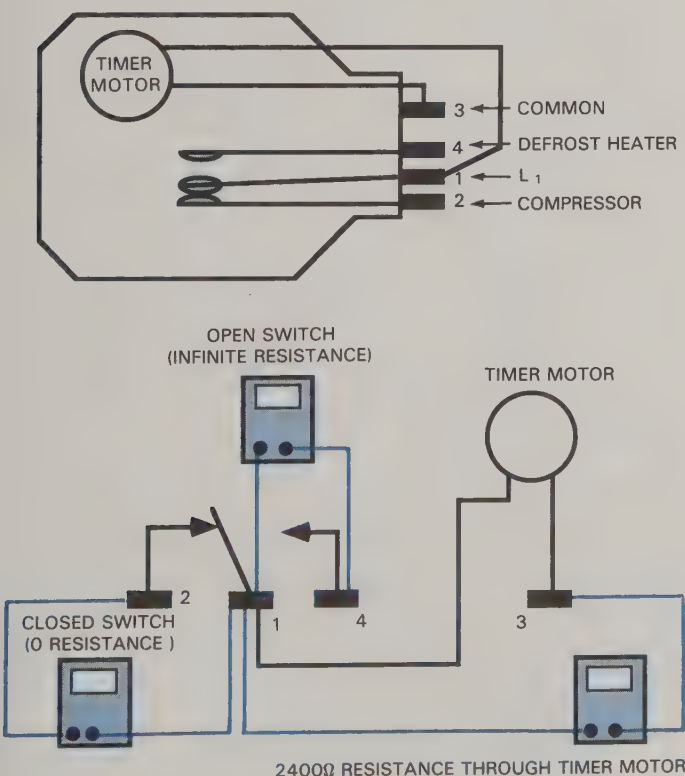 TIMER
MOTOR
3 COMMON
4 DEFROST HEATER
1 L1
2 COMPRESSOR
OPEN SWITCH
(INFINITE RESISTANCE)
TIMER MOTOR
2
1
4
3
CLOSED SWITCH
(0 RESISTANCE )
2400Ω RESISTANCE THROUGH TIMER MOTOR